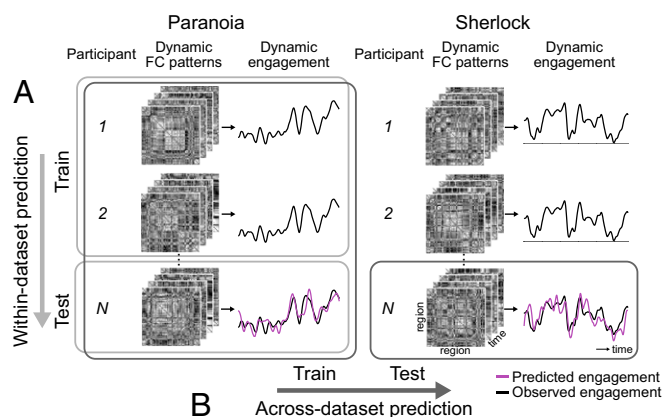 Paranoia
Sherlock
Participant
Dynamic
FC patterns
Dynamic
engagement
Participant
Dynamic
FC patterns
Dynamic
engagement
A
Within-dataset prediction
Train
Test
1
2
N
1
2
N
region
region
time
time
Train
Test
B
Across-dataset prediction
Predicted engagement
Observed engagement